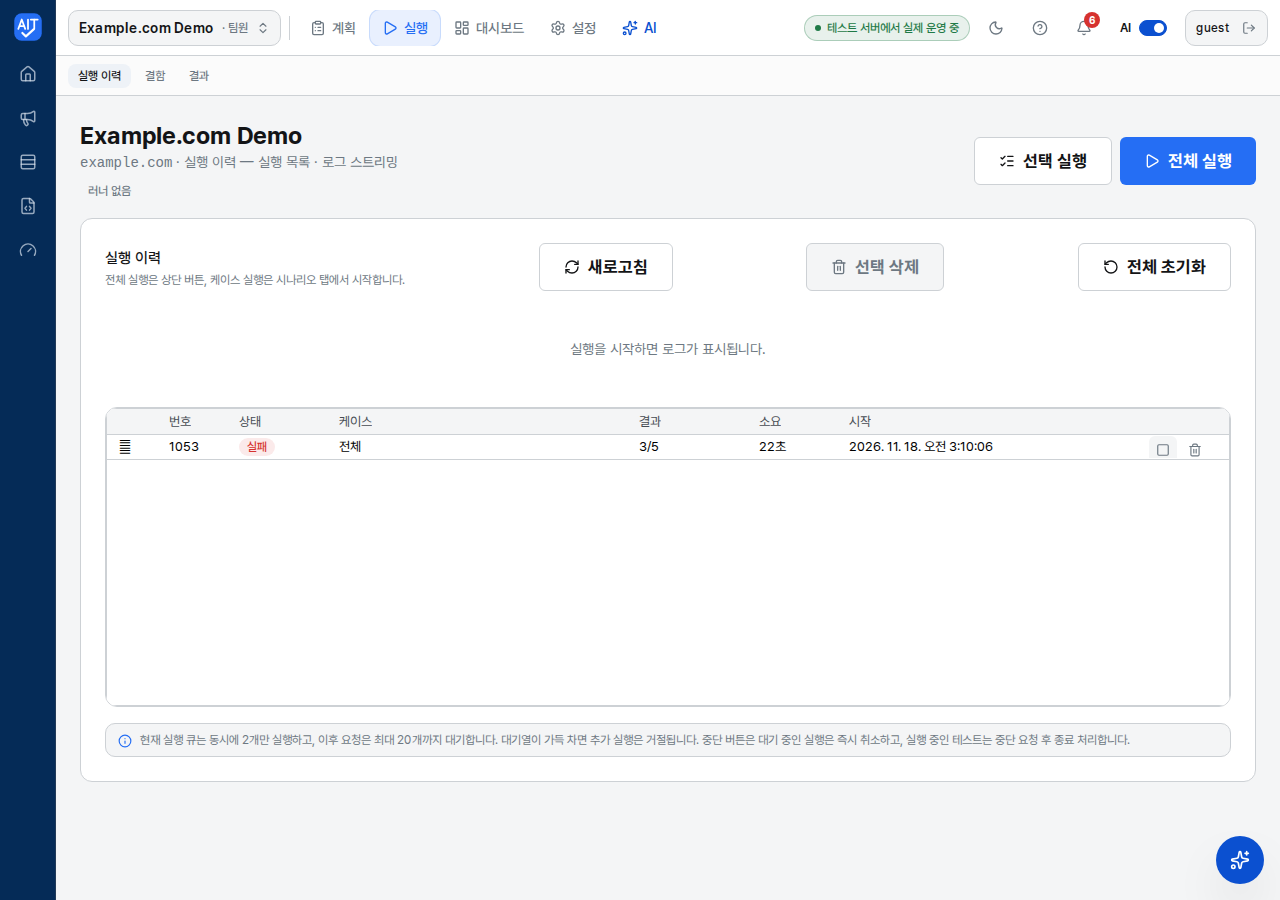 AIT
Example.com Demo · 팀원
계획
실행
대시보드
설정
AI
테스트 서버에서 실제 운영 중
6
AI
guest
실행 이력
결함
결과
Example.com Demo
example.com · 실행 이력 — 실행 목록 · 로그 스트리밍
러너 없음
선택 실행
전체 실행
실행 이력
전체 실행은 상단 버튼, 케이스 실행은 시나리오 탭에서 시작합니다.
새로고침
선택 삭제
전체 초기화
실행을 시작하면 로그가 표시됩니다.
번호 상태 케이스 결과 소요 시작
1053 실패 전체 3/5 22초 2026. 11. 18. 오전 3:10:06
현재 실행 큐는 동시에 2개만 실행하고, 이후 요청은 최대 20개까지 대기합니다. 대기열이 가득 차면 추가 실행은 거절됩니다. 중단 버튼은 대기 중인 실행은 즉시 취소하고, 실행 중인 테스트는 중단 요청 후 종료 처리합니다.